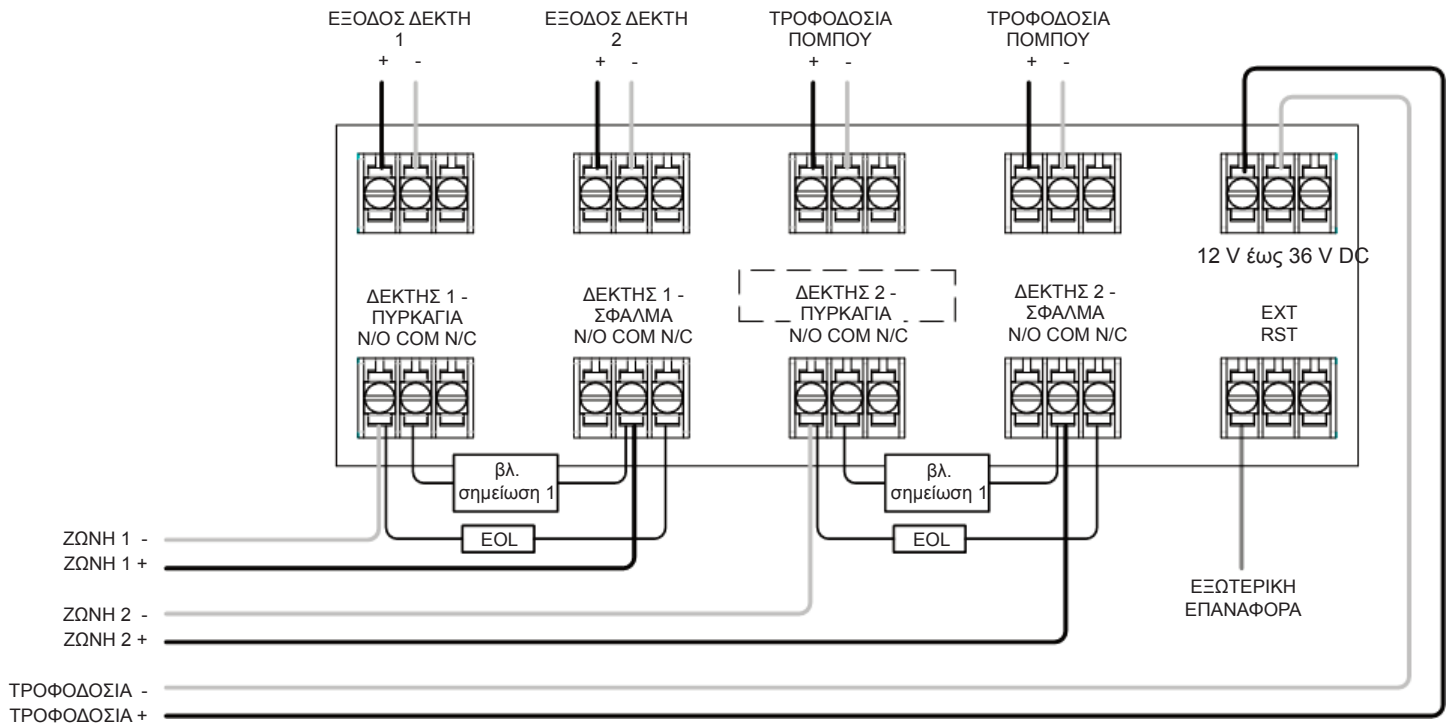 ΕΞΟΔΟΣ ΔΕΚΤΗ
1
+ -
ΕΞΟΔΟΣ ΔΕΚΤΗ
2
+ -
ΤΡΟΦΟΔΟΣΙΑ
ΠΟΜΠΟΥ
+ -
ΤΡΟΦΟΔΟΣΙΑ
ΠΟΜΠΟΥ
+ -
12 V έως 36 V DC
ΔΕΚΤΗΣ 1 -
ΠΥΡΚΑΓΙΑ
N/O COM N/C
ΔΕΚΤΗΣ 1 -
ΣΦΑΛΜΑ
N/O COM N/C
ΔΕΚΤΗΣ 2 -
ΠΥΡΚΑΓΙΑ
N/O COM N/C
ΔΕΚΤΗΣ 2 -
ΣΦΑΛΜΑ
N/O COM N/C
EXT
RST
βλ.
σημείωση 1
βλ.
σημείωση 1
EOL
EOL
ΖΩΝΗ 1 -
ΖΩΝΗ 1 +
ΖΩΝΗ 2 -
ΖΩΝΗ 2 +
ΕΞΩΤΕΡΙΚΗ
ΕΠΑΝΑΦΟΡΑ
ΤΡΟΦΟΔΟΣΙΑ -
ΤΡΟΦΟΔΟΣΙΑ +